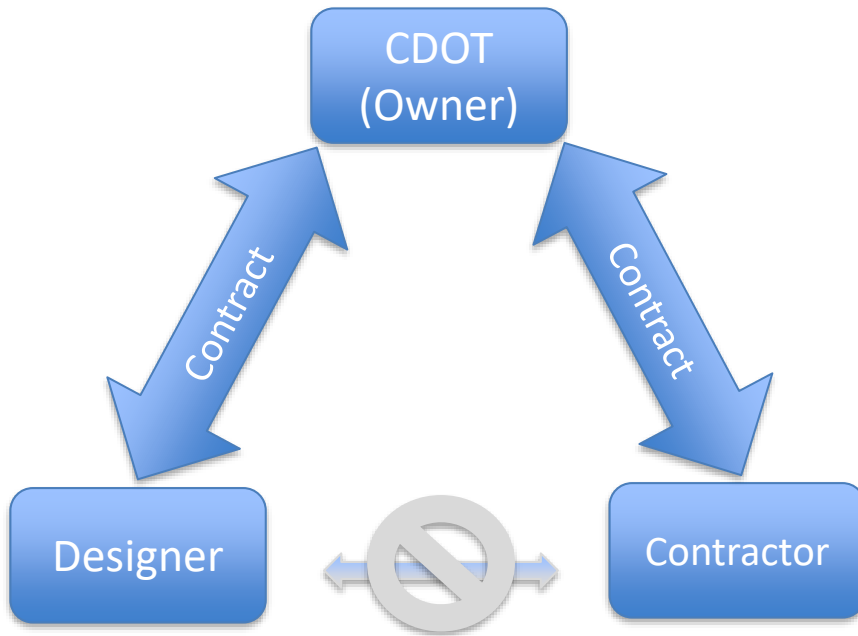 CDOT
(Owner)
Contract
Contract
Designer
Contractor